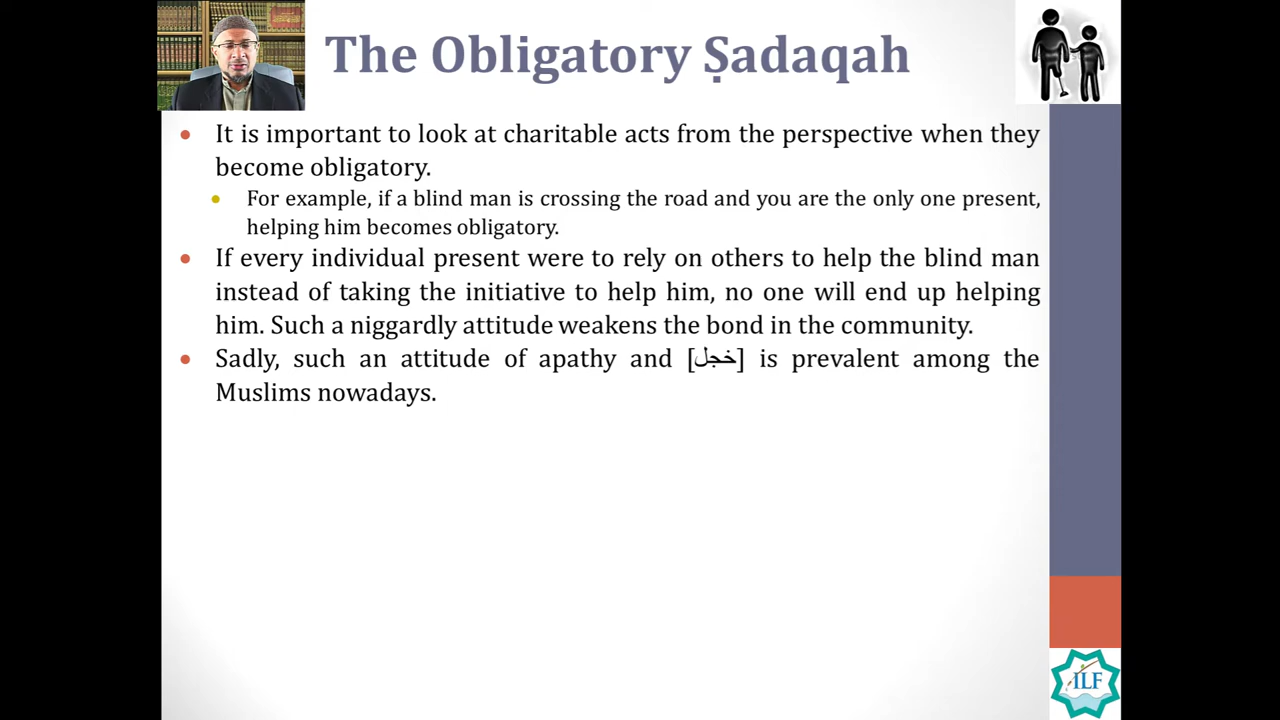 The Obligatory Ṣadaqah
It is important to look at charitable acts from the perspective when they
become obligatory.
For example, if a blind man is crossing the road and you are the only one present,
helping him becomes obligatory.
If every individual present were to rely on others to help the blind man
instead of taking the initiative to help him, no one will end up helping
him. Such a niggardly attitude weakens the bond in the community.
Sadly, such an attitude of apathy and [خجل] is prevalent among the
Muslims nowadays.
ILF